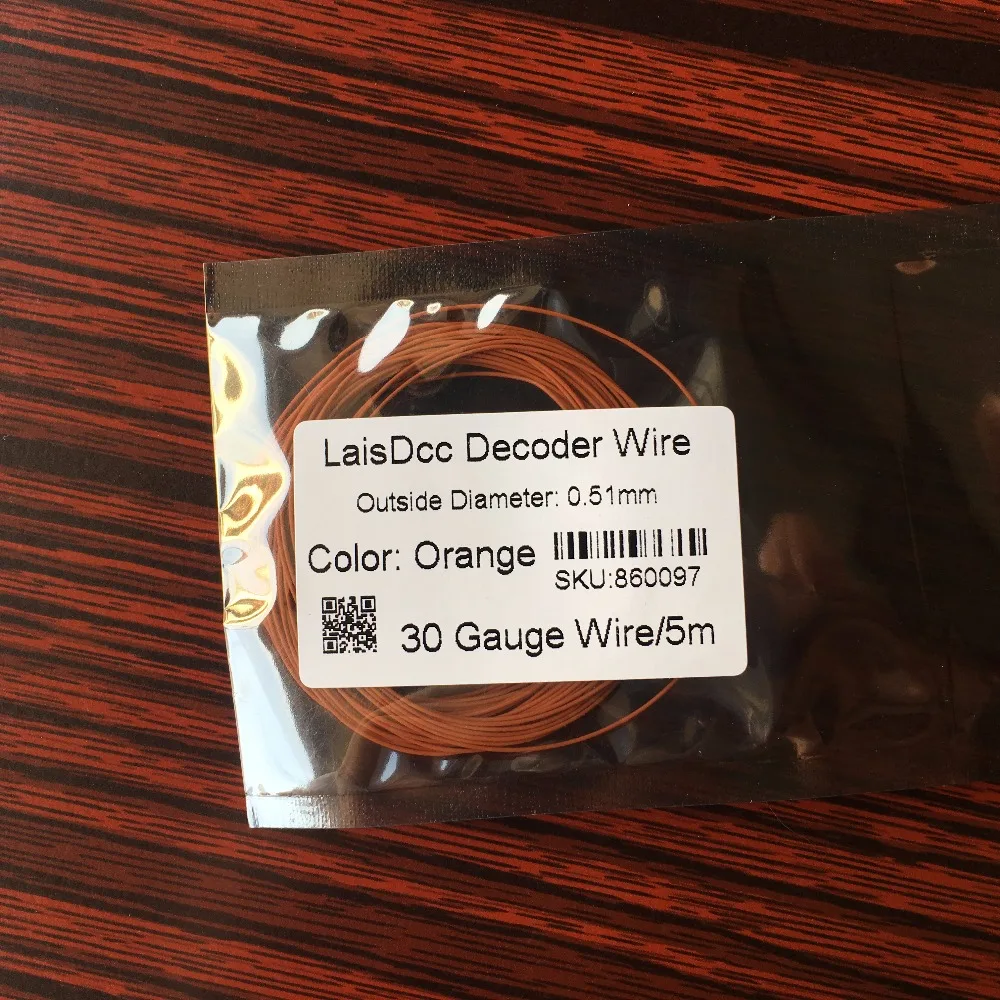 LaisDcc Decoder Wire
Outside Diameter: 0.51mm
Color: Orange
SKU:860097
30 Gauge Wire/5m